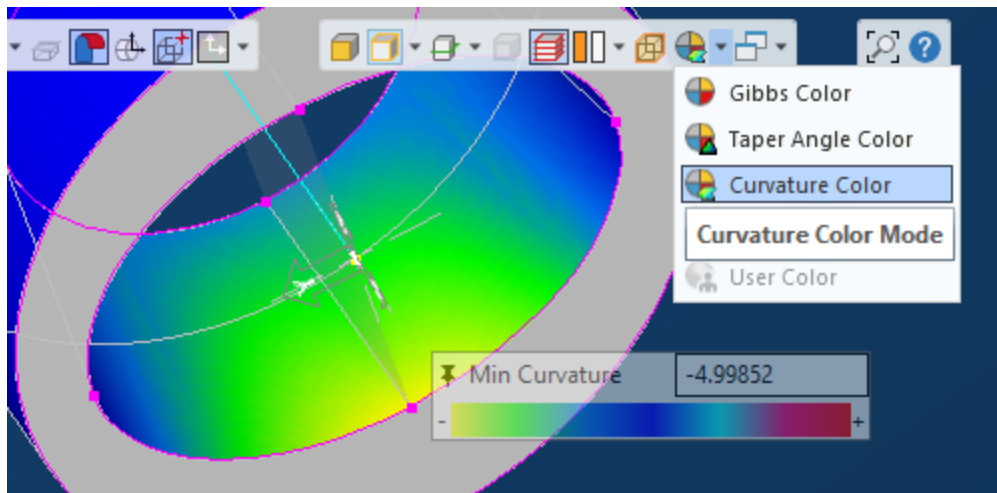 ?
Gibbs Color
Taper Angle Color
Curvature Color
Curvature Color Mode
User Color
Min Curvature -4.99852
- +